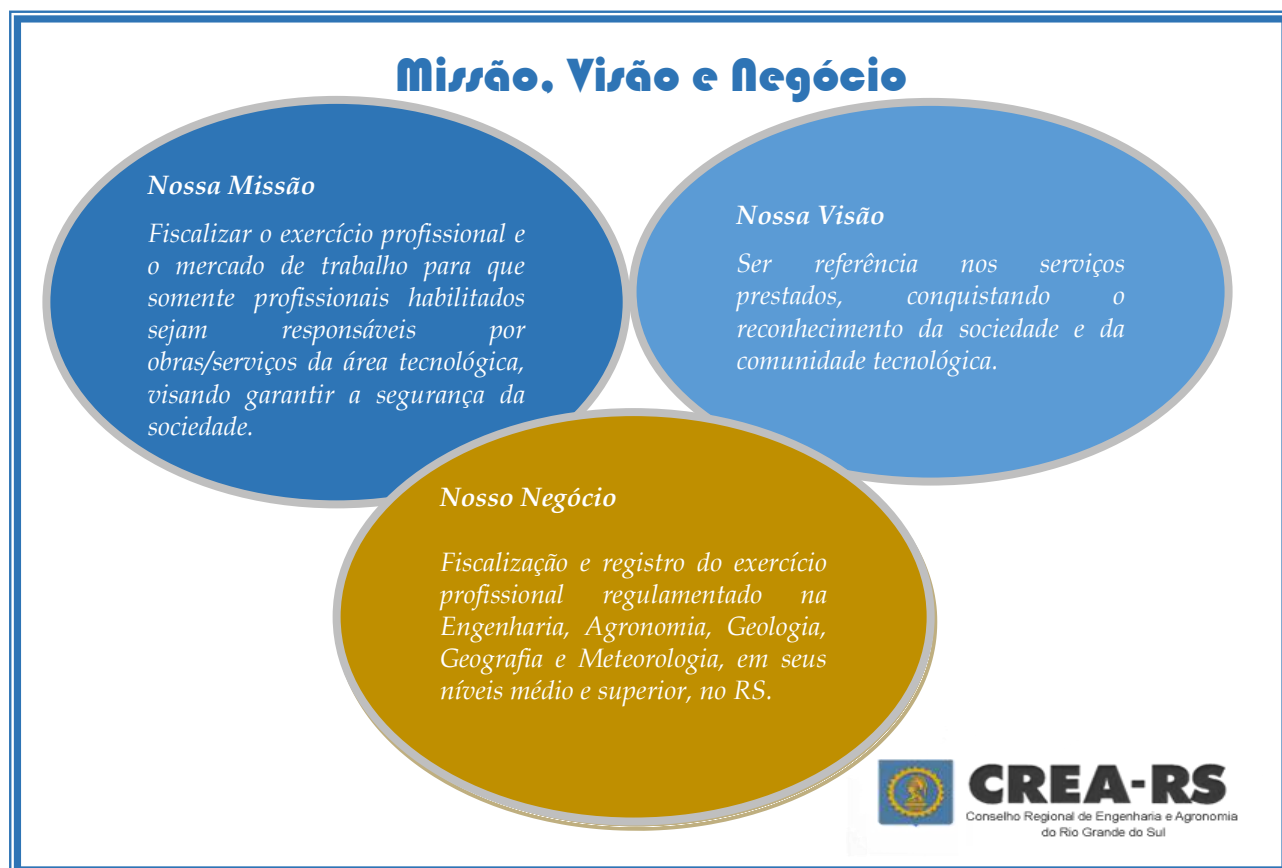 Missão, Visão e Negócio
Nossa Missão
Fiscalizar o exercício profissional e
o mercado de trabalho para que
somente profissionais habilitados
sejam responsáveis por
obras/serviços da área tecnológica,
visando garantir a segurança da
sociedade.
Nossa Visão
Ser referência nos serviços
prestados, conquistando o
reconhecimento da sociedade e da
comunidade tecnológica.
Nosso Negócio
Fiscalização e registro do exercício
profissional regulamentado na
Engenharia, Agronomia, Geologia,
Geografia e Meteorologia, em seus
níveis médio e superior, no RS.
CREA-RS
Conselho Regional de Engenharia e Agronomia
do Rio Grande do Sul